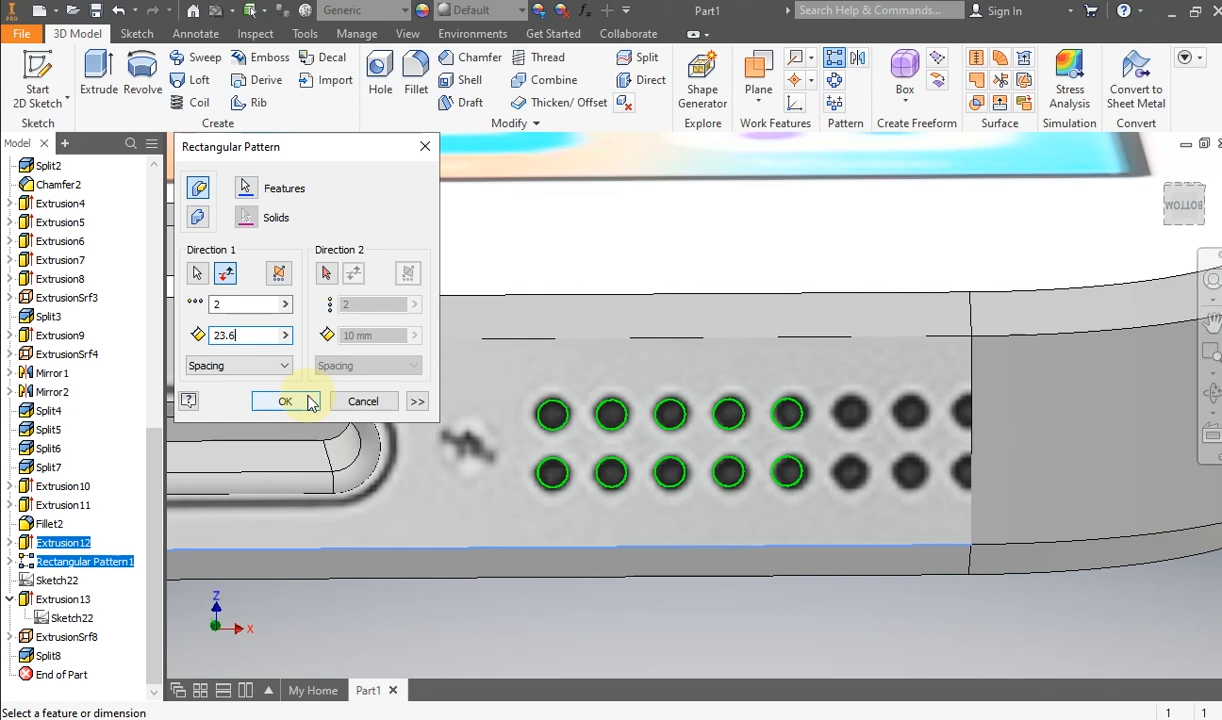 PRO
Generic
Default
Part1
Search Help & Commands...
Sign In
File
3D Model
Sketch
Annotate
Inspect
Tools
Manage
View
Environments
Get Started
Collaborate
Start
2D Sketch
Extrude
Revolve
Sweep
Loft
Coil
Emboss
Derive
Rib
Decal
Import
Hole
Fillet
Chamfer
Shell
Draft
Thread
Combine
Thicken/ Offset
Split
Direct
Shape
Generator
Plane
Box
Stress
Analysis
Convert to
Sheet Metal
Sketch
Create
Modify
Explore
Work Features
Pattern
Create Freeform
Surface
Simulation
Convert
Model
Split2
Chamfer2
Extrusion4
Extrusion5
Extrusion6
Extrusion7
Extrusion8
ExtrusionSrf3
Split3
Extrusion9
ExtrusionSrf4
Mirror1
Mirror2
Split4
Split5
Split6
Split7
Extrusion10
Extrusion11
Fillet2
Extrusion12
Rectangular Pattern1
Sketch22
Extrusion13
Sketch22
ExtrusionSrf8
Split8
End of Part
Rectangular Pattern
Features
Solids
Direction 1
Direction 2
2
2
23.6
10 mm
Spacing
Spacing
OK
Cancel
>>
BOTTOM
Z
X
My Home
Part1
Select a feature or dimension
1
1